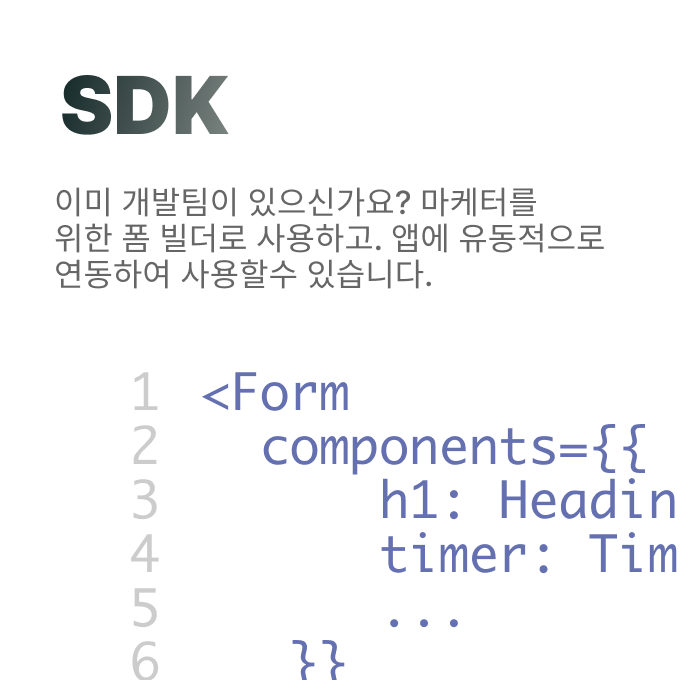 SDK
이미 개발팀이 있으신가요? 마케터를
위한 폼 빌더로 사용하고. 앱에 유동적으로
연동하여 사용할수 있습니다.
1 <Form
2 components={{
3 h1: Headin
4 timer: Tim
5 ...
6 }}